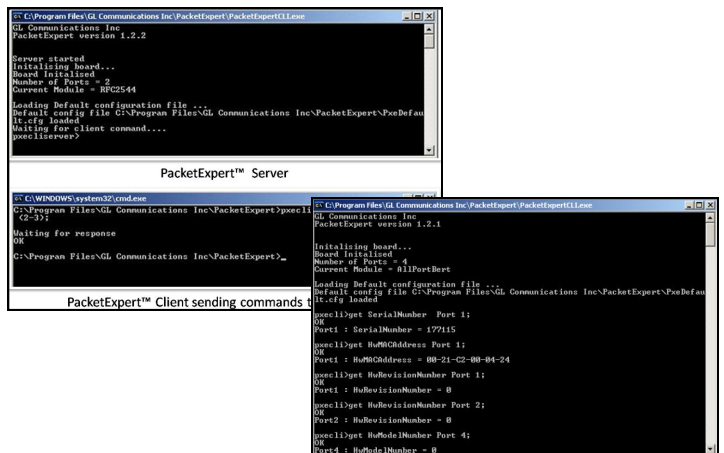 C:\Program Files\GL Communications Inc\PacketExpert\PacketExpertCLI.exe
GL Communications Inc
PacketExpert version 1.2.2
Server started
Initalising board...
Board Initalised
Number of Ports = 2
Current Module = RFC2544
Loading Default configuration file ...
Default config file C:\Program Files\GL Communications Inc\PacketExpert\PxeDefau
lt.cfg loaded
Waiting for client command....
pxecliserver>
PacketExpert™ Server
C:\WINDOWS\system32\cmd.exe
C:\Program Files\GL Communications Inc\PacketExpert>pxecli
(2-3);
Waiting for response
OK
C:\Program Files\GL Communications Inc\PacketExpert>_
PacketExpert™ Client sending commands t
C:\Program Files\GL Communications Inc\PacketExpert\PacketExpertCLI.exe
GL Communications Inc
PacketExpert version 1.2.1
Initalising board...
Board Initalised
Number of Ports = 4
Current Module = AllPortBert
Loading Default configuration file ...
Default config file C:\Program Files\GL Communications Inc\PacketExpert\PxeDefau
lt.cfg loaded
pxecli>get SerialNumber Port 1;
OK
Port1 : SerialNumber = 177115
pxecli>get HwMACAddress Port 1;
OK
Port1 : HwMACAddress = 00-21-C2-00-04-24
pxecli>get HwRevisionNumber Port 1;
OK
Port1 : HwRevisionNumber = 0
pxecli>get HwRevisionNumber Port 2;
OK
Port2 : HwRevisionNumber = 0
pxecli>get HwModelNumber Port 4;
OK
Port4 : HwModelNumber = 0